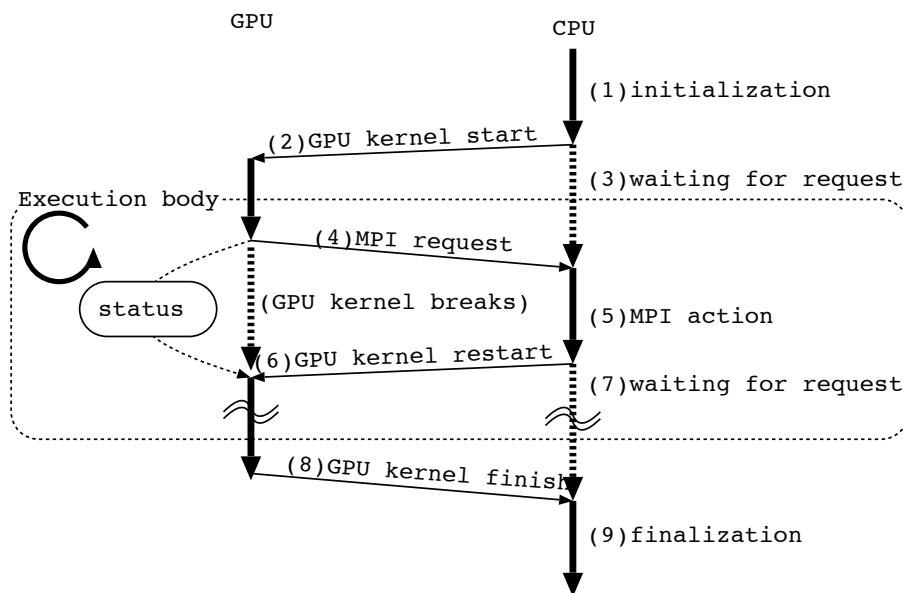 GPU
CPU
(1)initialization
(2)GPU kernel start
(3)waiting for request
Execution body
(4)MPI request
status
(GPU kernel breaks)
(5)MPI action
(6)GPU kernel restart
(7)waiting for request
(8)GPU kernel finish
(9)finalization